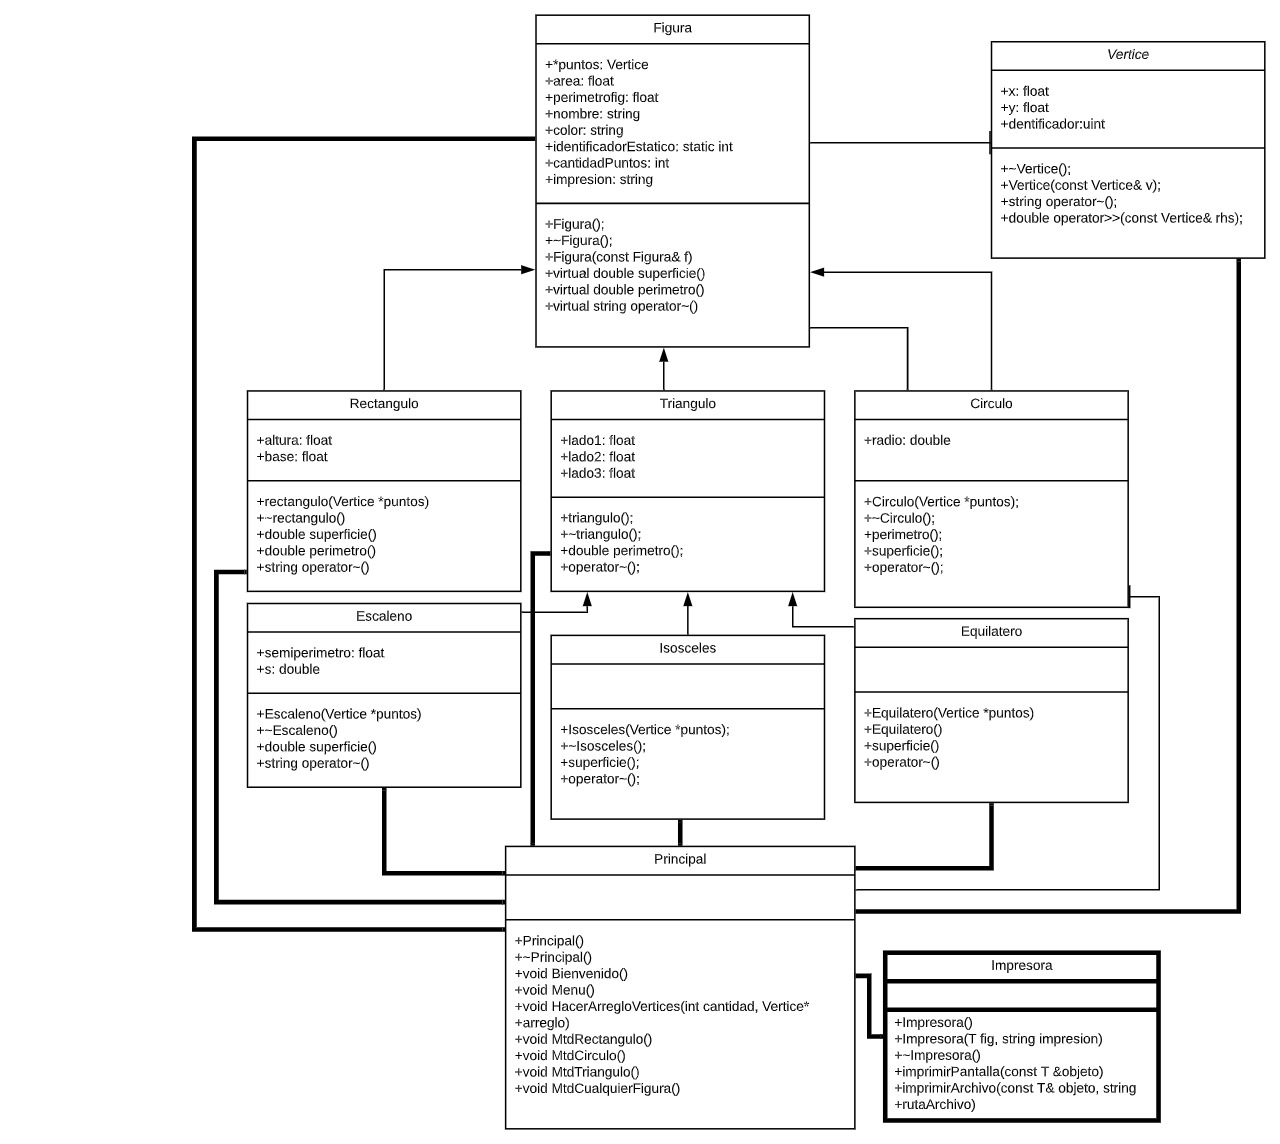 Figura
+*puntos: Vertice
+area: float
+perimetrofig: float
+nombre: string
+color: string
+identificadorEstatico: static int
+cantidadPuntos: int
+impresion: string
+Figura();
+~Figura();
+Figura(const Figura& f)
+virtual double superficie()
+virtual double perimetro()
+virtual string operator~()
Vertice
+x: float
+y: float
+dentificador:uint
+~Vertice();
+Vertice(const Vertice& v);
+string operator~();
+double operator>>(const Vertice& rhs);
Rectangulo
+altura: float
+base: float
+rectangulo(Vertice *puntos)
+~rectangulo()
+double superficie()
+double perimetro()
+string operator~()
Triangulo
+lado1: float
+lado2: float
+lado3: float
+triangulo();
+~triangulo();
+double perimetro();
+operator~();
Circulo
+radio: double
+Circulo(Vertice *puntos);
+~Circulo();
+perimetro();
+superficie();
+operator~();
Escaleno
+semiperimetro: float
+s: double
+Escaleno(Vertice *puntos)
+~Escaleno()
+double superficie()
+string operator~()
Isosceles
+Isosceles(Vertice *puntos);
+~Isosceles();
+superficie();
+operator~();
Equilatero
+Equilatero(Vertice *puntos)
+Equilatero()
+superficie()
+operator~()
Principal
+Principal()
+~Principal()
+void Bienvenido()
+void Menu()
+void HacerArregloVertices(int cantidad, Vertice*
+arreglo)
+void MtdRectangulo()
+void MtdCirculo()
+void MtdTriangulo()
+void MtdCualquierFigura()
Impresora
+Impresora()
+Impresora(T fig, string impresion)
+~Impresora()
+imprimirPantalla(const T &objeto)
+imprimirArchivo(const T& objeto, string
+rutaArchivo)